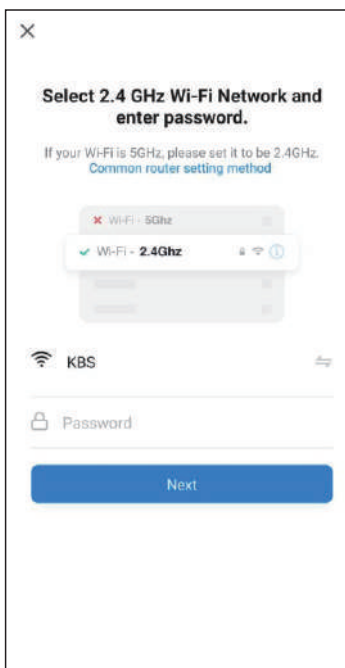 Select 2.4 GHz Wi-Fi Network and
enter password.
If your Wi-Fi is 5GHz, please set it to be 2.4GHz.
Common router setting method
Wi-Fi - 5Ghz
Wi-Fi - 2.4Ghz
KBS
Password
Next